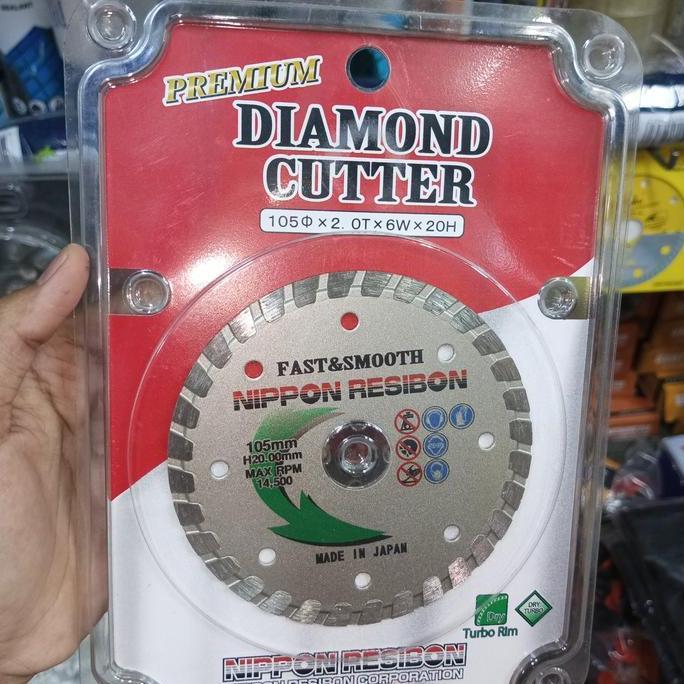 PREMIUM
DIAMOND
CUTTER
105Φ×2.0T×6W×20H
FAST&SMOOTH
NIPPON RESIBON
105mm
H20.00mm
MAX RPM
14,500
MADE IN JAPAN
Dry
Turbo Rim
DRY
TURBO
NIPPON RESIBON
NIPPON RESIBON CORPORATION